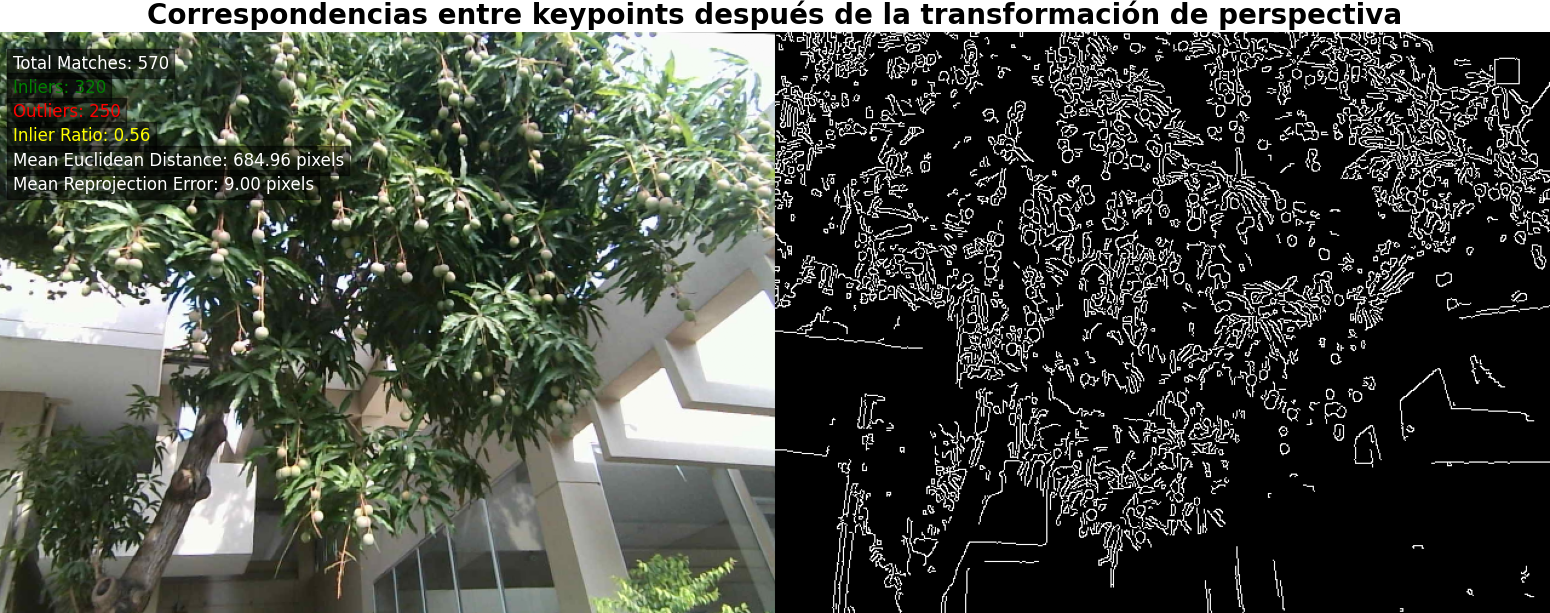 Correspondencias entre keypoints después de la transformación de perspectiva
Total Matches: 570
Inliers: 320
Outliers: 250
Inlier Ratio: 0.56
Mean Euclidean Distance: 684.96 pixels
Mean Reprojection Error: 9.00 pixels